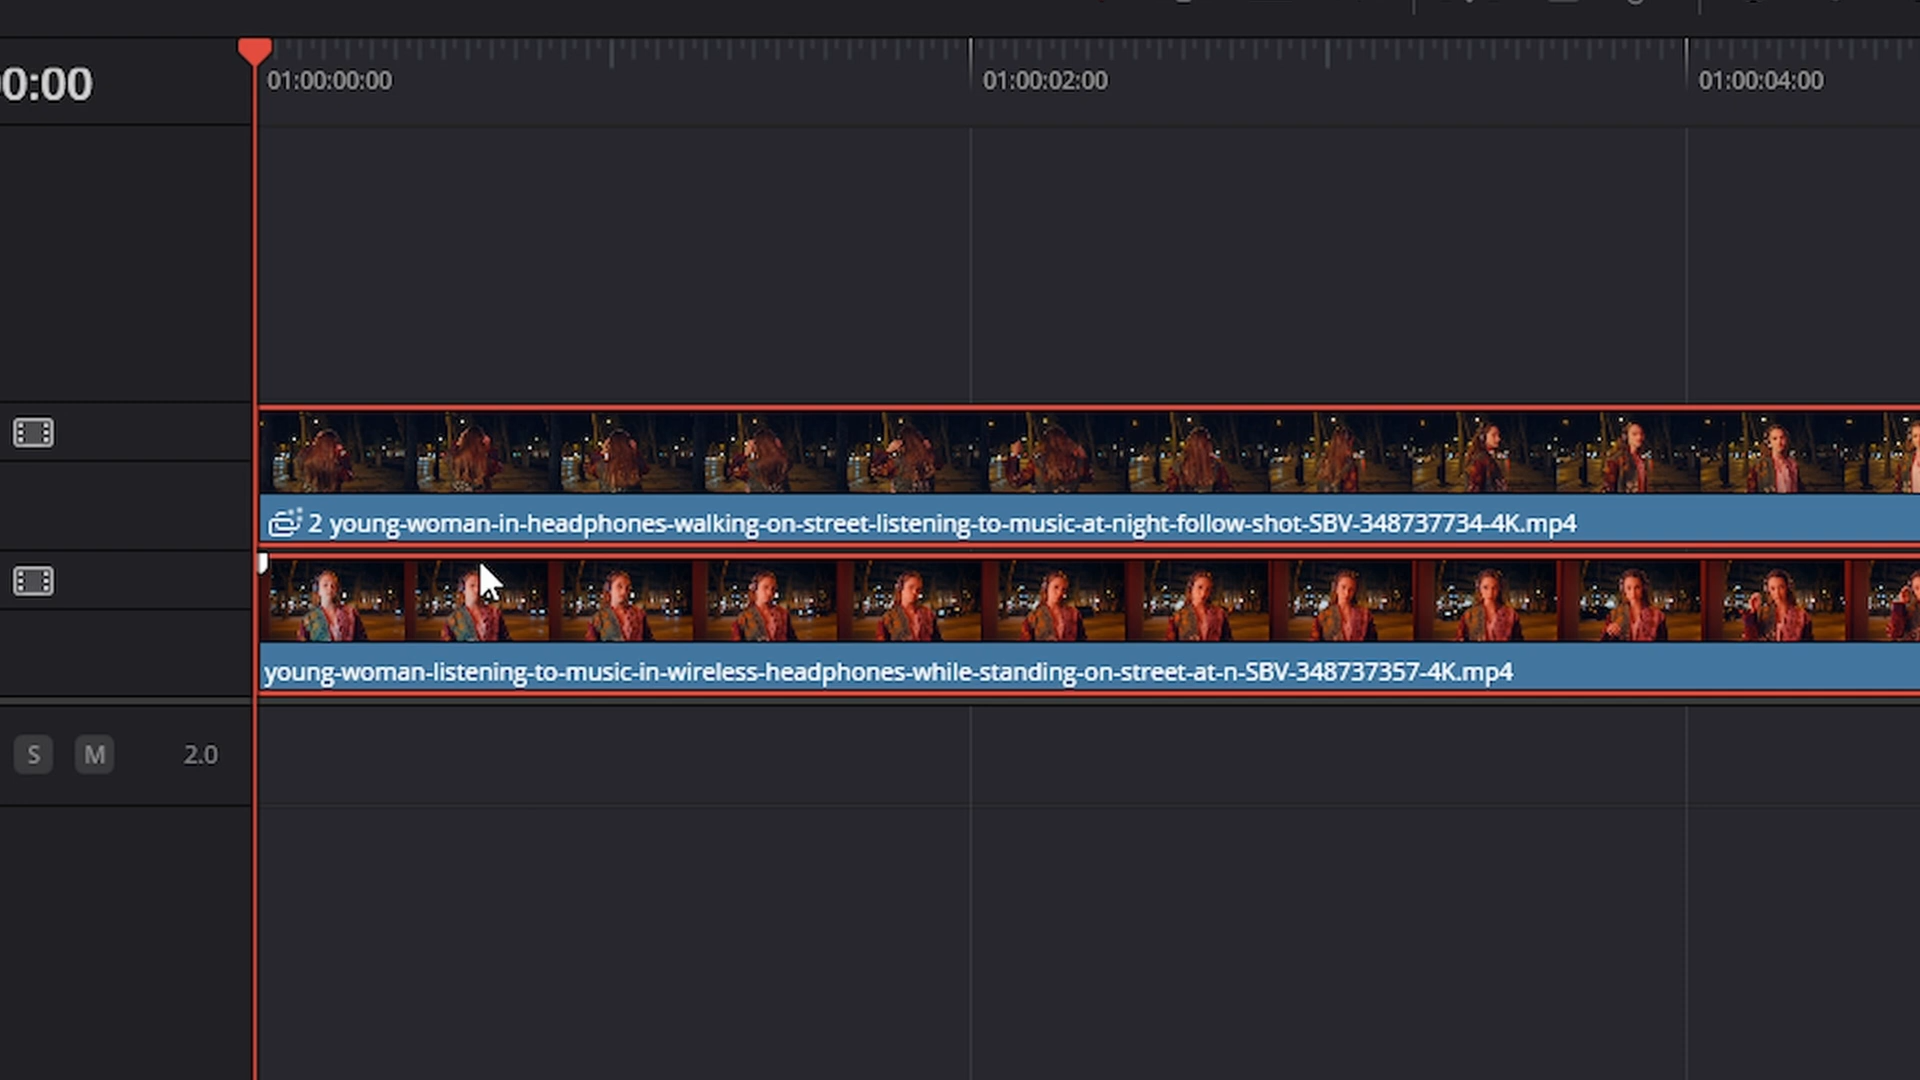 0:00
01:00:00:00
01:00:02:00
01:00:04:00
2 young-woman-in-headphones-walking-on-street-listening-to-music-at-night-follow-shot-SBV-348737734-4K.mp4
young-woman-listening-to-music-in-wireless-headphones-while-standing-on-street-at-n-SBV-348737357-4K.mp4
S M 2.0